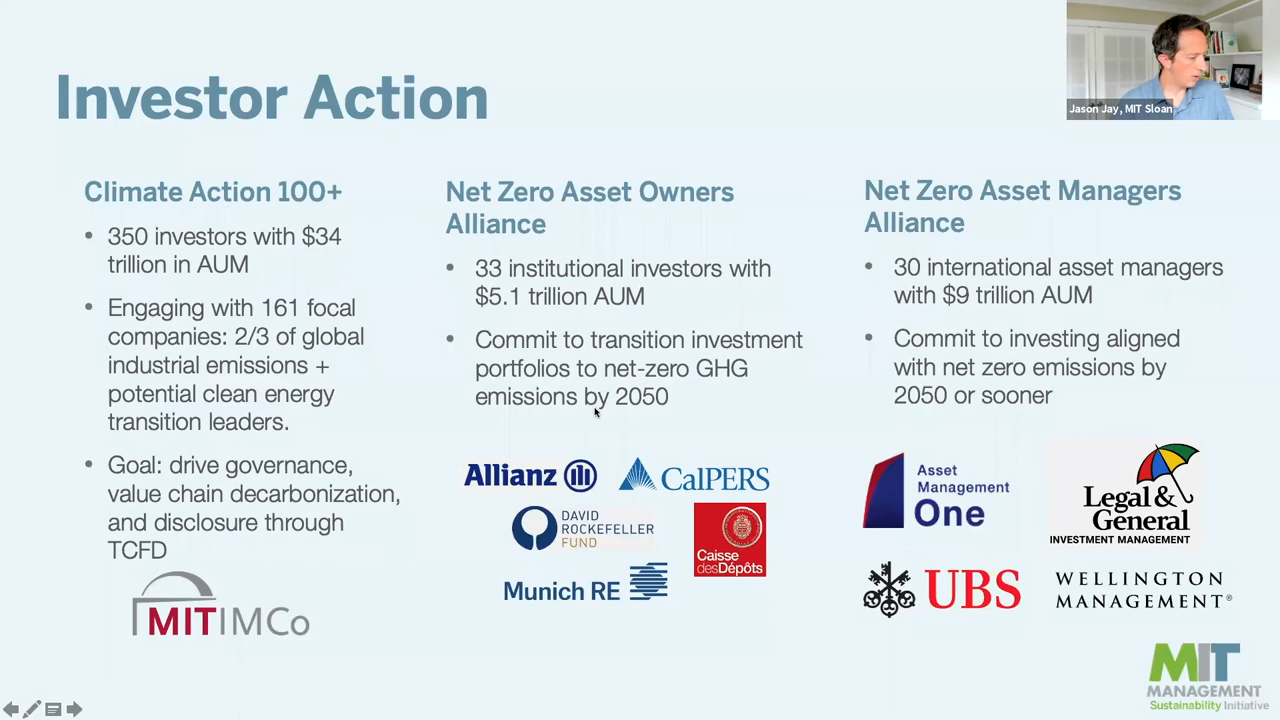 Investor Action
Jason Jay, MIT Sloan
Climate Action 100+
• 350 investors with $34
trillion in AUM
• Engaging with 161 focal
companies: 2/3 of global
industrial emissions +
potential clean energy
transition leaders.
• Goal: drive governance,
value chain decarbonization,
and disclosure through
TCFD
MITIMCo
Net Zero Asset Owners
Alliance
• 33 institutional investors with
$5.1 trillion AUM
• Commit to transition investment
portfolios to net-zero GHG
emissions by 2050
Allianz
CalPERS
DAVID
ROCKEFELLER
FUND
Caisse
desDépôts
Munich RE
Net Zero Asset Managers
Alliance
• 30 international asset managers
with $9 trillion AUM
• Commit to investing aligned
with net zero emissions by
2050 or sooner
Asset
Management
One
Legal &
General
INVESTMENT MANAGEMENT
UBS
WELLINGTON
MANAGEMENT®
MIT
MANAGEMENT
Sustainability Initiative